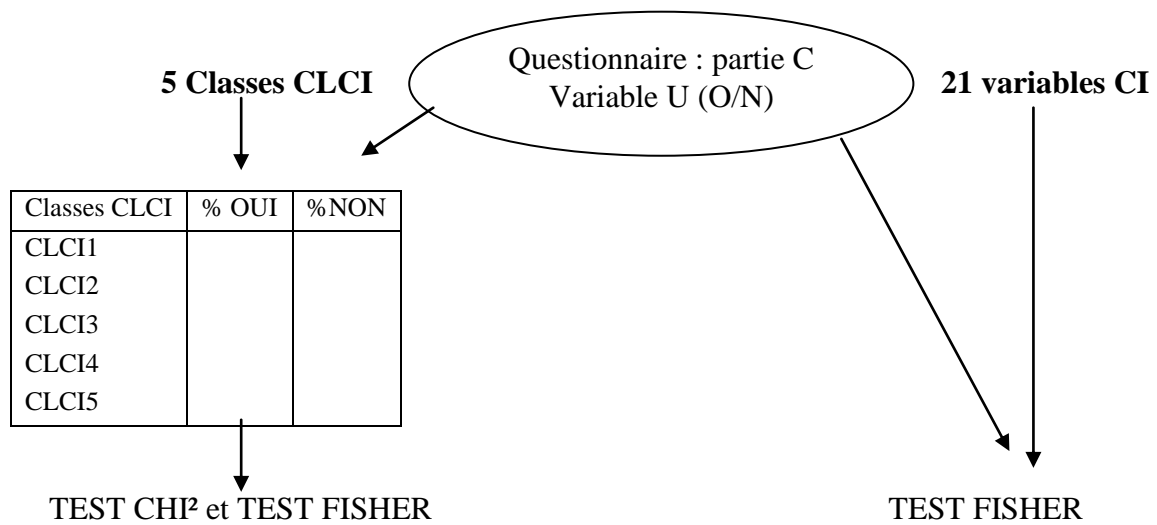 Questionnaire : partie C
Variable U (O/N)
5 Classes CLCI
21 variables CI
Classes CLCI % OUI %NON
CLCI1
CLCI2
CLCI3
CLCI4
CLCI5
TEST CHI² et TEST FISHER
TEST FISHER